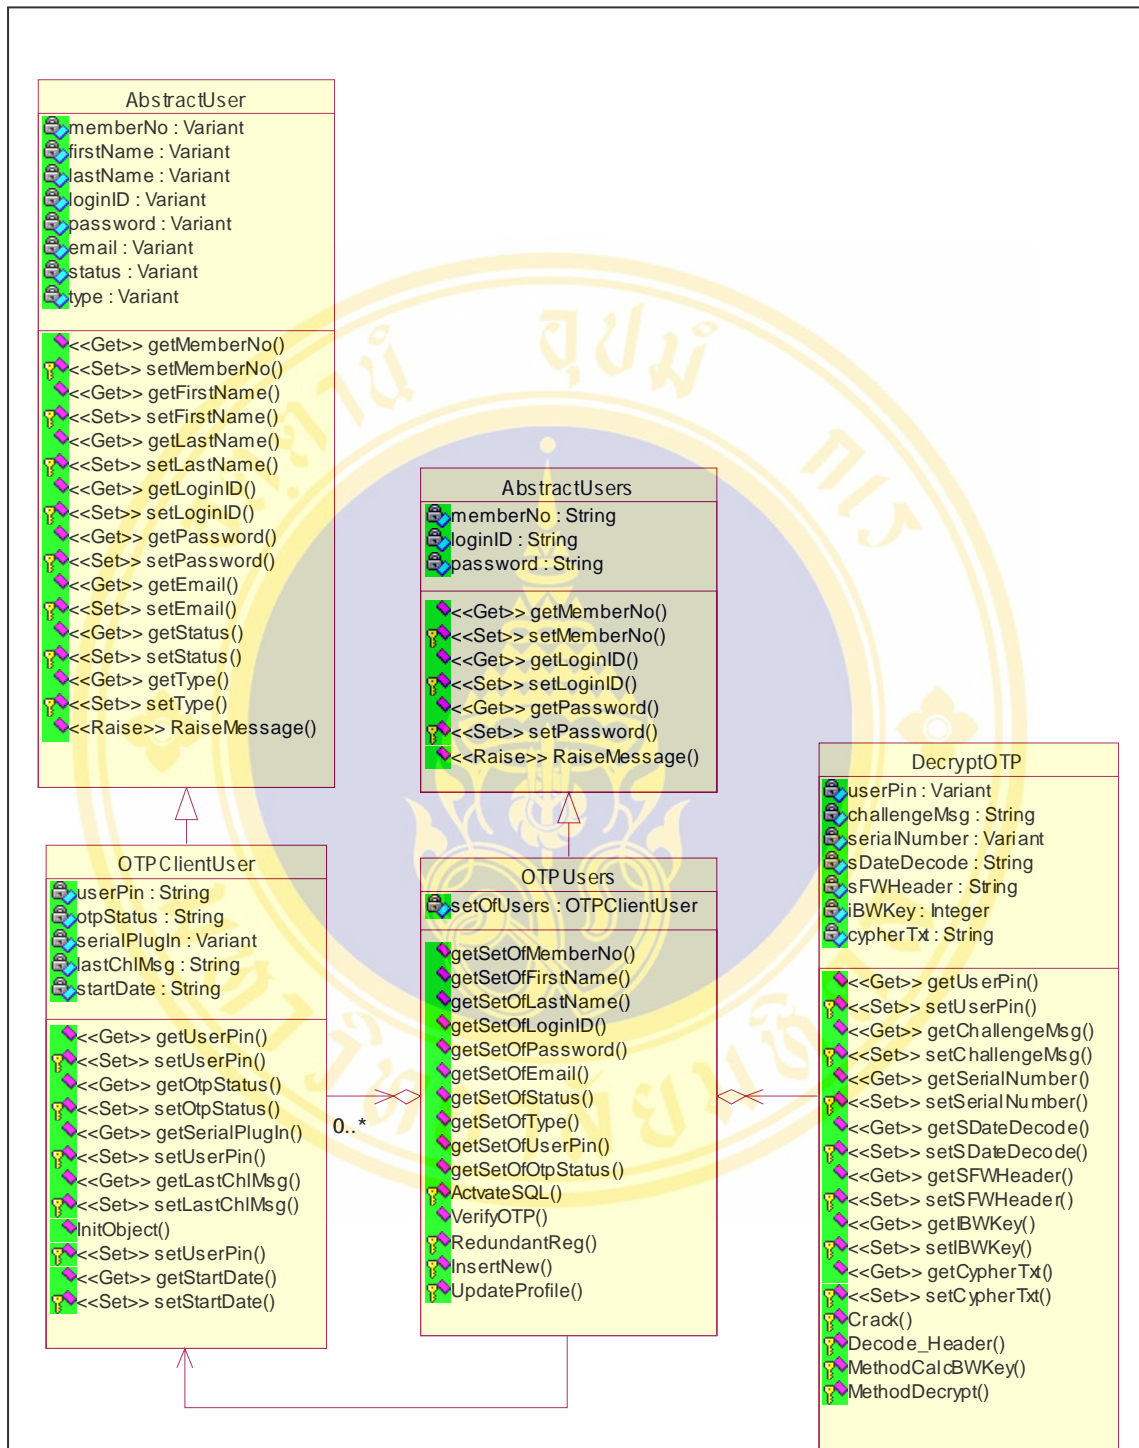 AbstractUser
memberNo : Variant
firstName : Variant
lastName : Variant
loginID : Variant
password : Variant
email : Variant
status : Variant
type : Variant
<<Get>> getMemberNo()
<<Set>> setMemberNo()
<<Get>> getFirstName()
<<Set>> setFirstName()
<<Get>> getLastName()
<<Set>> setLastName()
<<Get>> getLoginID()
<<Set>> setLoginID()
<<Get>> getPassword()
<<Set>> setPassword()
<<Get>> getEmail()
<<Set>> setEmail()
<<Get>> getStatus()
<<Set>> setStatus()
<<Get>> getType()
<<Set>> setType()
<<Raise>> RaiseMessage()
AbstractUsers
memberNo : String
loginID : String
password : String
<<Get>> getMemberNo()
<<Set>> setMemberNo()
<<Get>> getLoginID()
<<Set>> setLoginID()
<<Get>> getPassword()
<<Set>> setPassword()
<<Raise>> RaiseMessage()
OTPClientUser
userPin : String
otpStatus : String
serialPlugIn : Variant
lastChlMsg : String
startDate : String
<<Get>> getUserPin()
<<Set>> setUserPin()
<<Get>> getOtpStatus()
<<Set>> setOtpStatus()
<<Get>> getSerialPlugIn()
<<Set>> setUserPin()
<<Get>> getLastChlMsg()
<<Set>> setLastChlMsg()
InitObject()
<<Set>> setUserPin()
<<Get>> getStartDate()
<<Set>> setStartDate()
0..*
OTPUsers
setOfUsers : OTPClientUser
getSetOfMemberNo()
getSetOfFirstName()
getSetOfLastName()
getSetOfLoginID()
getSetOfPassword()
getSetOfEmail()
getSetOfStatus()
getSetOfType()
getSetOfUserPin()
getSetOfOtpStatus()
ActvateSQL()
VerifyOTP()
RedundantReg()
InsertNew()
UpdateProfile()
DecryptOTP
userPin : Variant
challengeMsg : String
serialNumber : Variant
sDateDecode : String
sFWHeader : String
iBWKey : Integer
cypherTxt : String
<<Get>> getUserPin()
<<Set>> setUserPin()
<<Get>> getChallengeMsg()
<<Set>> setChallengeMsg()
<<Get>> getSerialNumber()
<<Set>> setSerialNumber()
<<Get>> getSDateDecode()
<<Set>> setSDateDecode()
<<Get>> getSFWHeader()
<<Set>> setSFWHeader()
<<Get>> getIBWKey()
<<Set>> setIBWKey()
<<Get>> getCypherTxt()
<<Set>> setCypherTxt()
Crack()
Decode_Header()
MethodCalcBWKey()
MethodDecrypt()